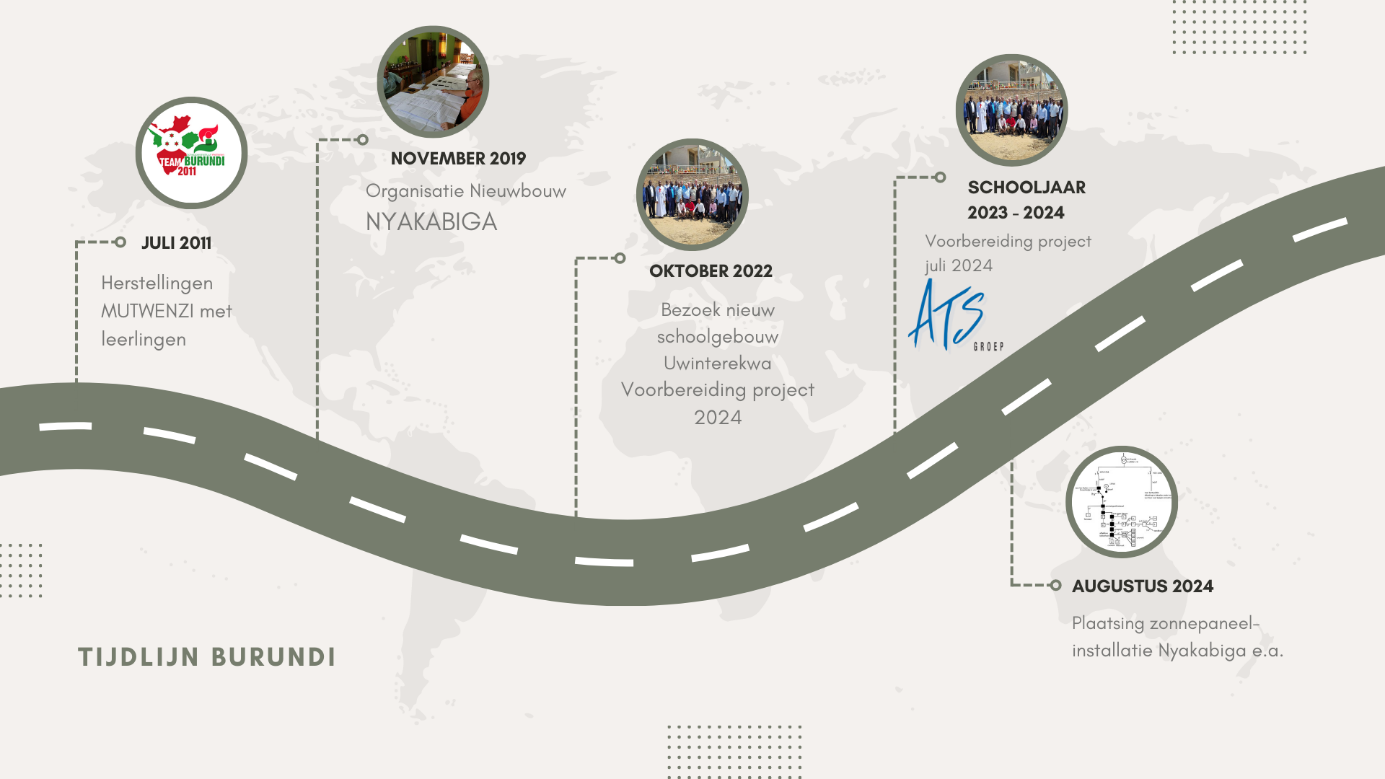 TEAM BURUNDI
2011
JULI 2011
Herstellingen
MUTWENZI met
leerlingen
NOVEMBER 2019
Organisatie Nieuwbouw
NYAKABIGA
OKTOBER 2022
Bezoek nieuw
schoolgebouw
Uwinterekwa
Voorbereiding project
2024
SCHOOLJAAR
2023 - 2024
Voorbereiding project
juli 2024
ATS
GROEP
AUGUSTUS 2024
Plaatsing zonnepaneel-
installatie Nyakabiga e.a.
TIJDLIJN BURUNDI